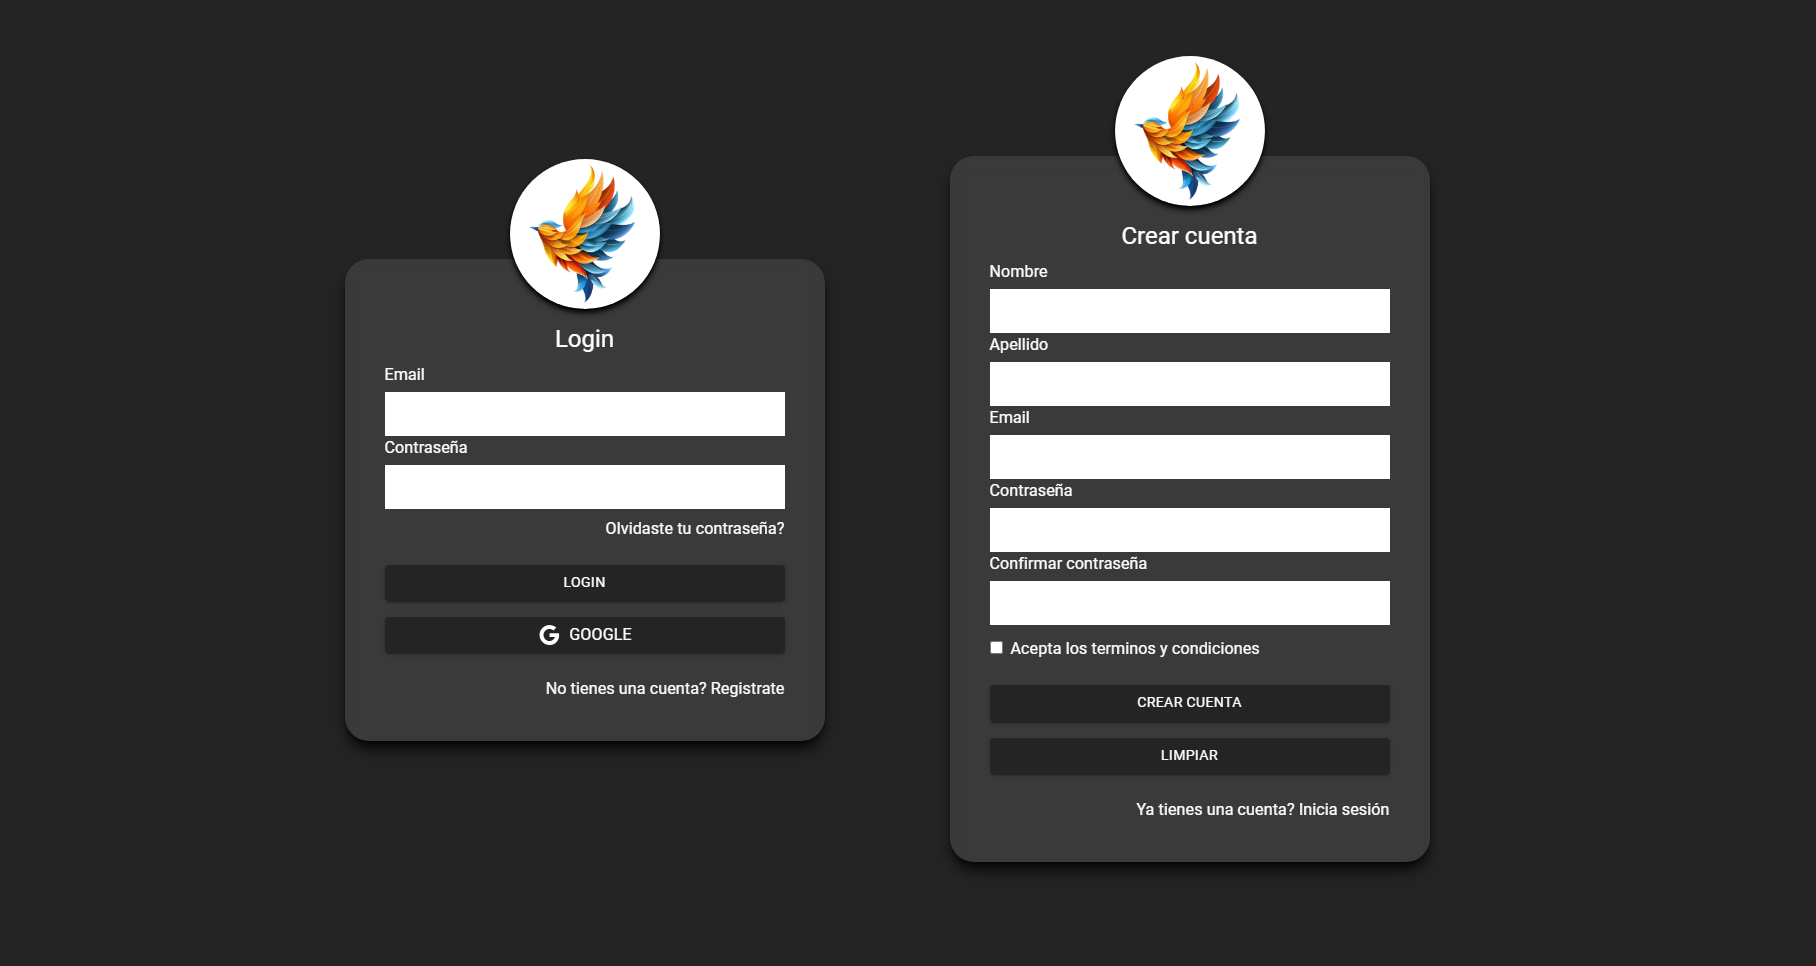 Login
Email
Contraseña
Olvidaste tu contraseña?
LOGIN
GOOGLE
No tienes una cuenta? Registrate
Crear cuenta
Nombre
Apellido
Email
Contraseña
Confirmar contraseña
Acepta los terminos y condiciones
CREAR CUENTA
LIMPIAR
Ya tienes una cuenta? Inicia sesión